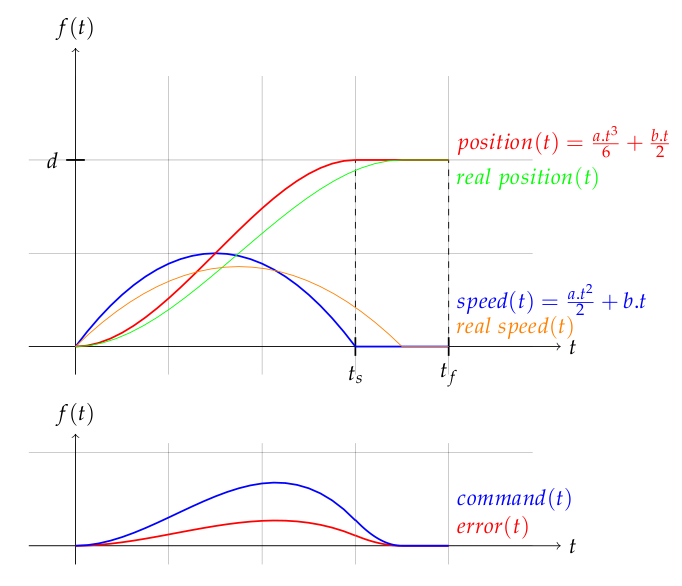 f(t)
position(t) = a.t³/6 + b.t/2
d
real position(t)
speed(t) = a.t²/2 + b.t
real speed(t)
t
t_s
t_f
f(t)
command(t)
error(t)
t